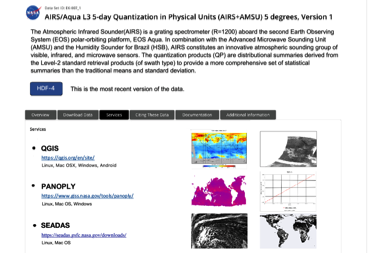 AIRS/Aqua L3 5-day Quantization in Physical Units (AIRS+AMSU) 5 degrees, Version 1
The Atmospheric Infrared Sounder(AIRS) is a grating spectrometer (R=1200) aboard the second Earth Observing
System (EOS) polar-orbiting platform, EOS Aqua. In combination with the Advanced Microwave Sounding Unit
(AMSU) and the Humidity Sounder for Brazil (HSB), AIRS constitutes an innovative atmospheric sounding group of
visible, infrared, and microwave sensors. The quantization products (QP) are distributional summaries derived from
the Level-2 standard retrieval products (of swath type) to provide a more comprehensive set of statistical
summaries than the traditional means and standard deviation.
HDF-4 This is the most recent version of the data.
Overview Download Data Services Citing These Data Documentation Additional Information
Services
QGIS
https://qgis.org/en/site/
Linux, Mac OSX, Windows, Android
PANOPLY
https://www.giss.nasa.gov/tools/panoply/
Linux, Mac OS, Windows
SEADAS
https://seadas.gsfc.nasa.gov/downloads/
Linux, Mac OS